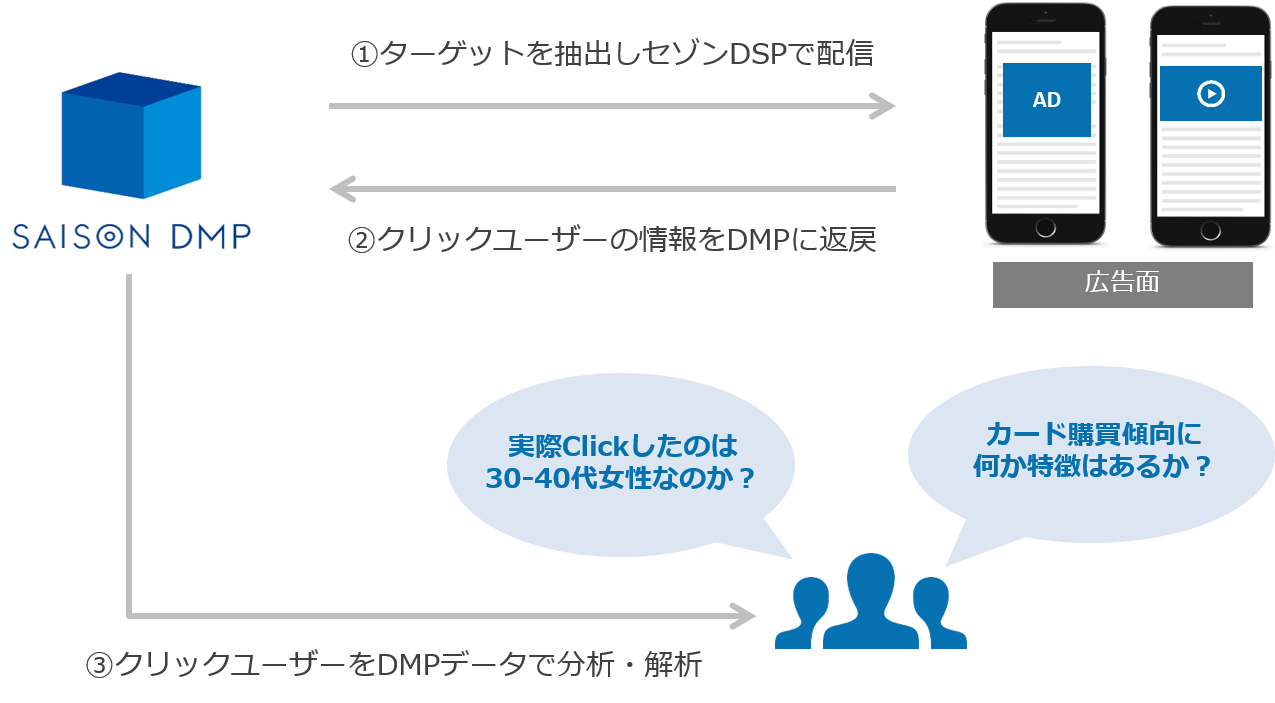 ①ターゲットを抽出しセゾンDSPで配信
AD
SAISON DMP
②クリックユーザーの情報をDMPに返戻
広告面
実際Clickしたのは
30-40代女性なのか？
カード購買傾向に
何か特徴はあるか？
③クリックユーザーをDMPデータで分析・解析